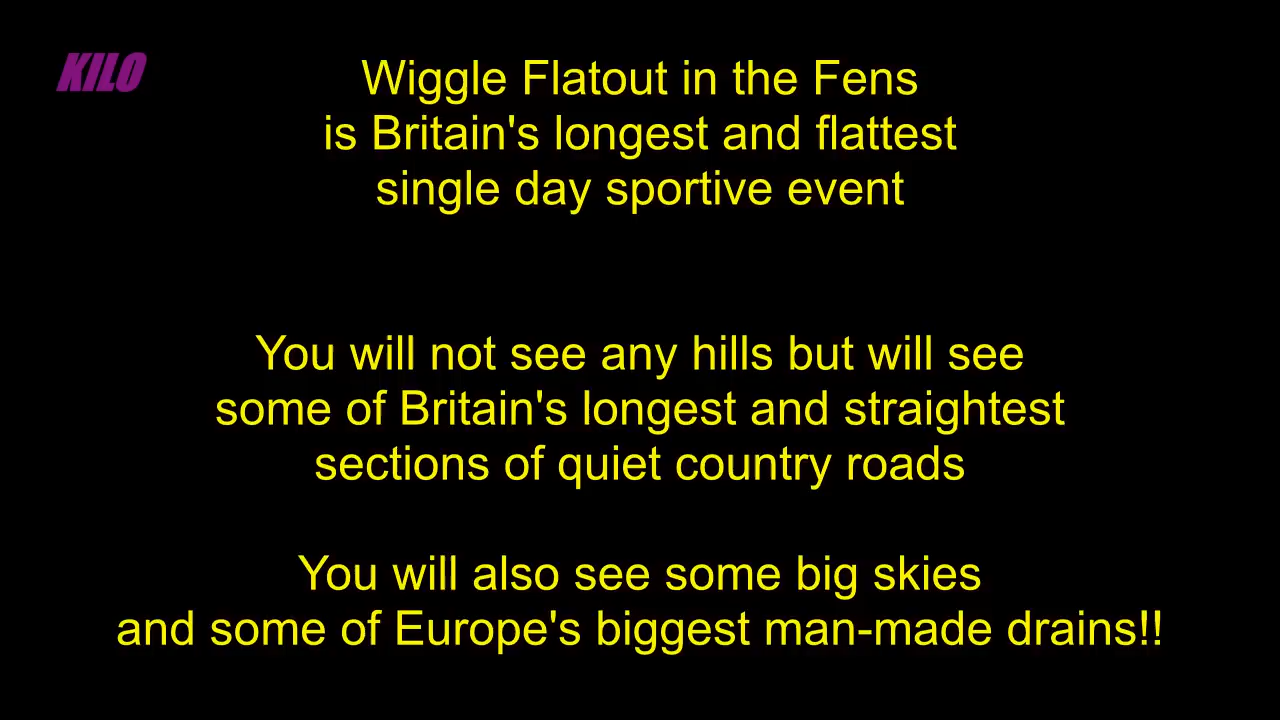 KILO
Wiggle Flatout in the Fens
is Britain's longest and flattest
single day sportive event
You will not see any hills but will see
some of Britain's longest and straightest
sections of quiet country roads
You will also see some big skies
and some of Europe's biggest man-made drains!!